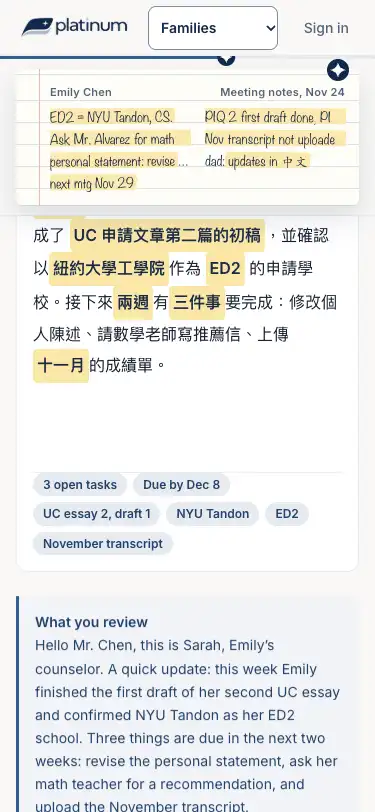 platinum
Families
Sign in
Emily Chen
Meeting notes, Nov 24
ED2 = NYU Tandon, CS.
Ask Mr. Alvarez for math
personal statement: revise ...
next mtg Nov 29
PIQ 2 first draft done, PI
Nov transcript not uploade
dad: updates in 中文
成了 UC 申請文章第二篇的初稿，並確認
以紐約大學工學院作為 ED2 的申請學
校。接下來兩週有三件事要完成：修改個
人陳述、請數學老師寫推薦信、上傳
十一月的成績單。
3 open tasks
Due by Dec 8
UC essay 2, draft 1
NYU Tandon
ED2
November transcript
What you review
Hello Mr. Chen, this is Sarah, Emily’s
counselor. A quick update: this week Emily
finished the first draft of her second UC essay
and confirmed NYU Tandon as her ED2
school. Three things are due in the next two
weeks: revise the personal statement, ask her
math teacher for a recommendation, and
upload the November transcript.